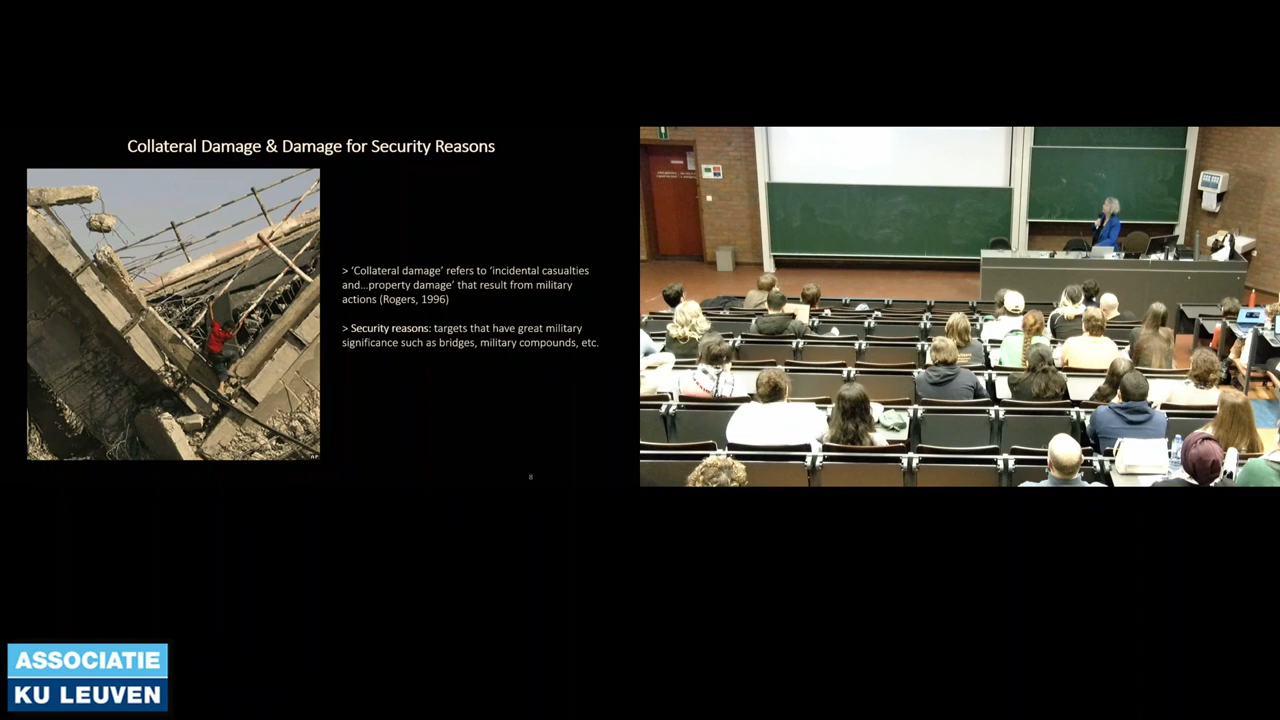 Collateral Damage & Damage for Security Reasons
> ‘Collateral damage’ refers to ‘incidental casualties
and…property damage’ that result from military
actions (Rogers, 1996)
> Security reasons: targets that have great military
significance such as bridges, military compounds, etc.
8
ASSOCIATIE
KU LEUVEN